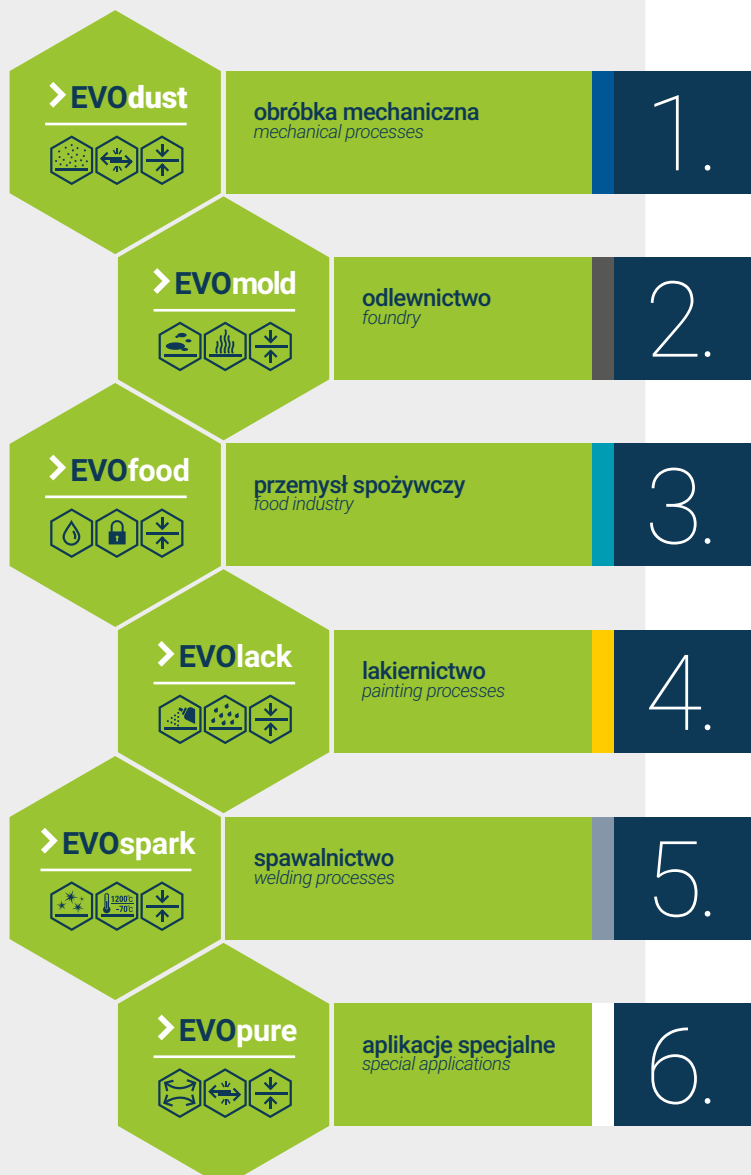 EVOdust
obróbka mechaniczna
mechanical processes
1.
EVOmold
odlewnictwo
foundry
2.
EVOfood
przemysł spożywczy
food industry
3.
EVOlack
lakiernictwo
painting processes
4.
EVOspark
1200°C
-70°C
spawalnictwo
welding processes
5.
EVOpure
aplikacje specjalne
special applications
6.